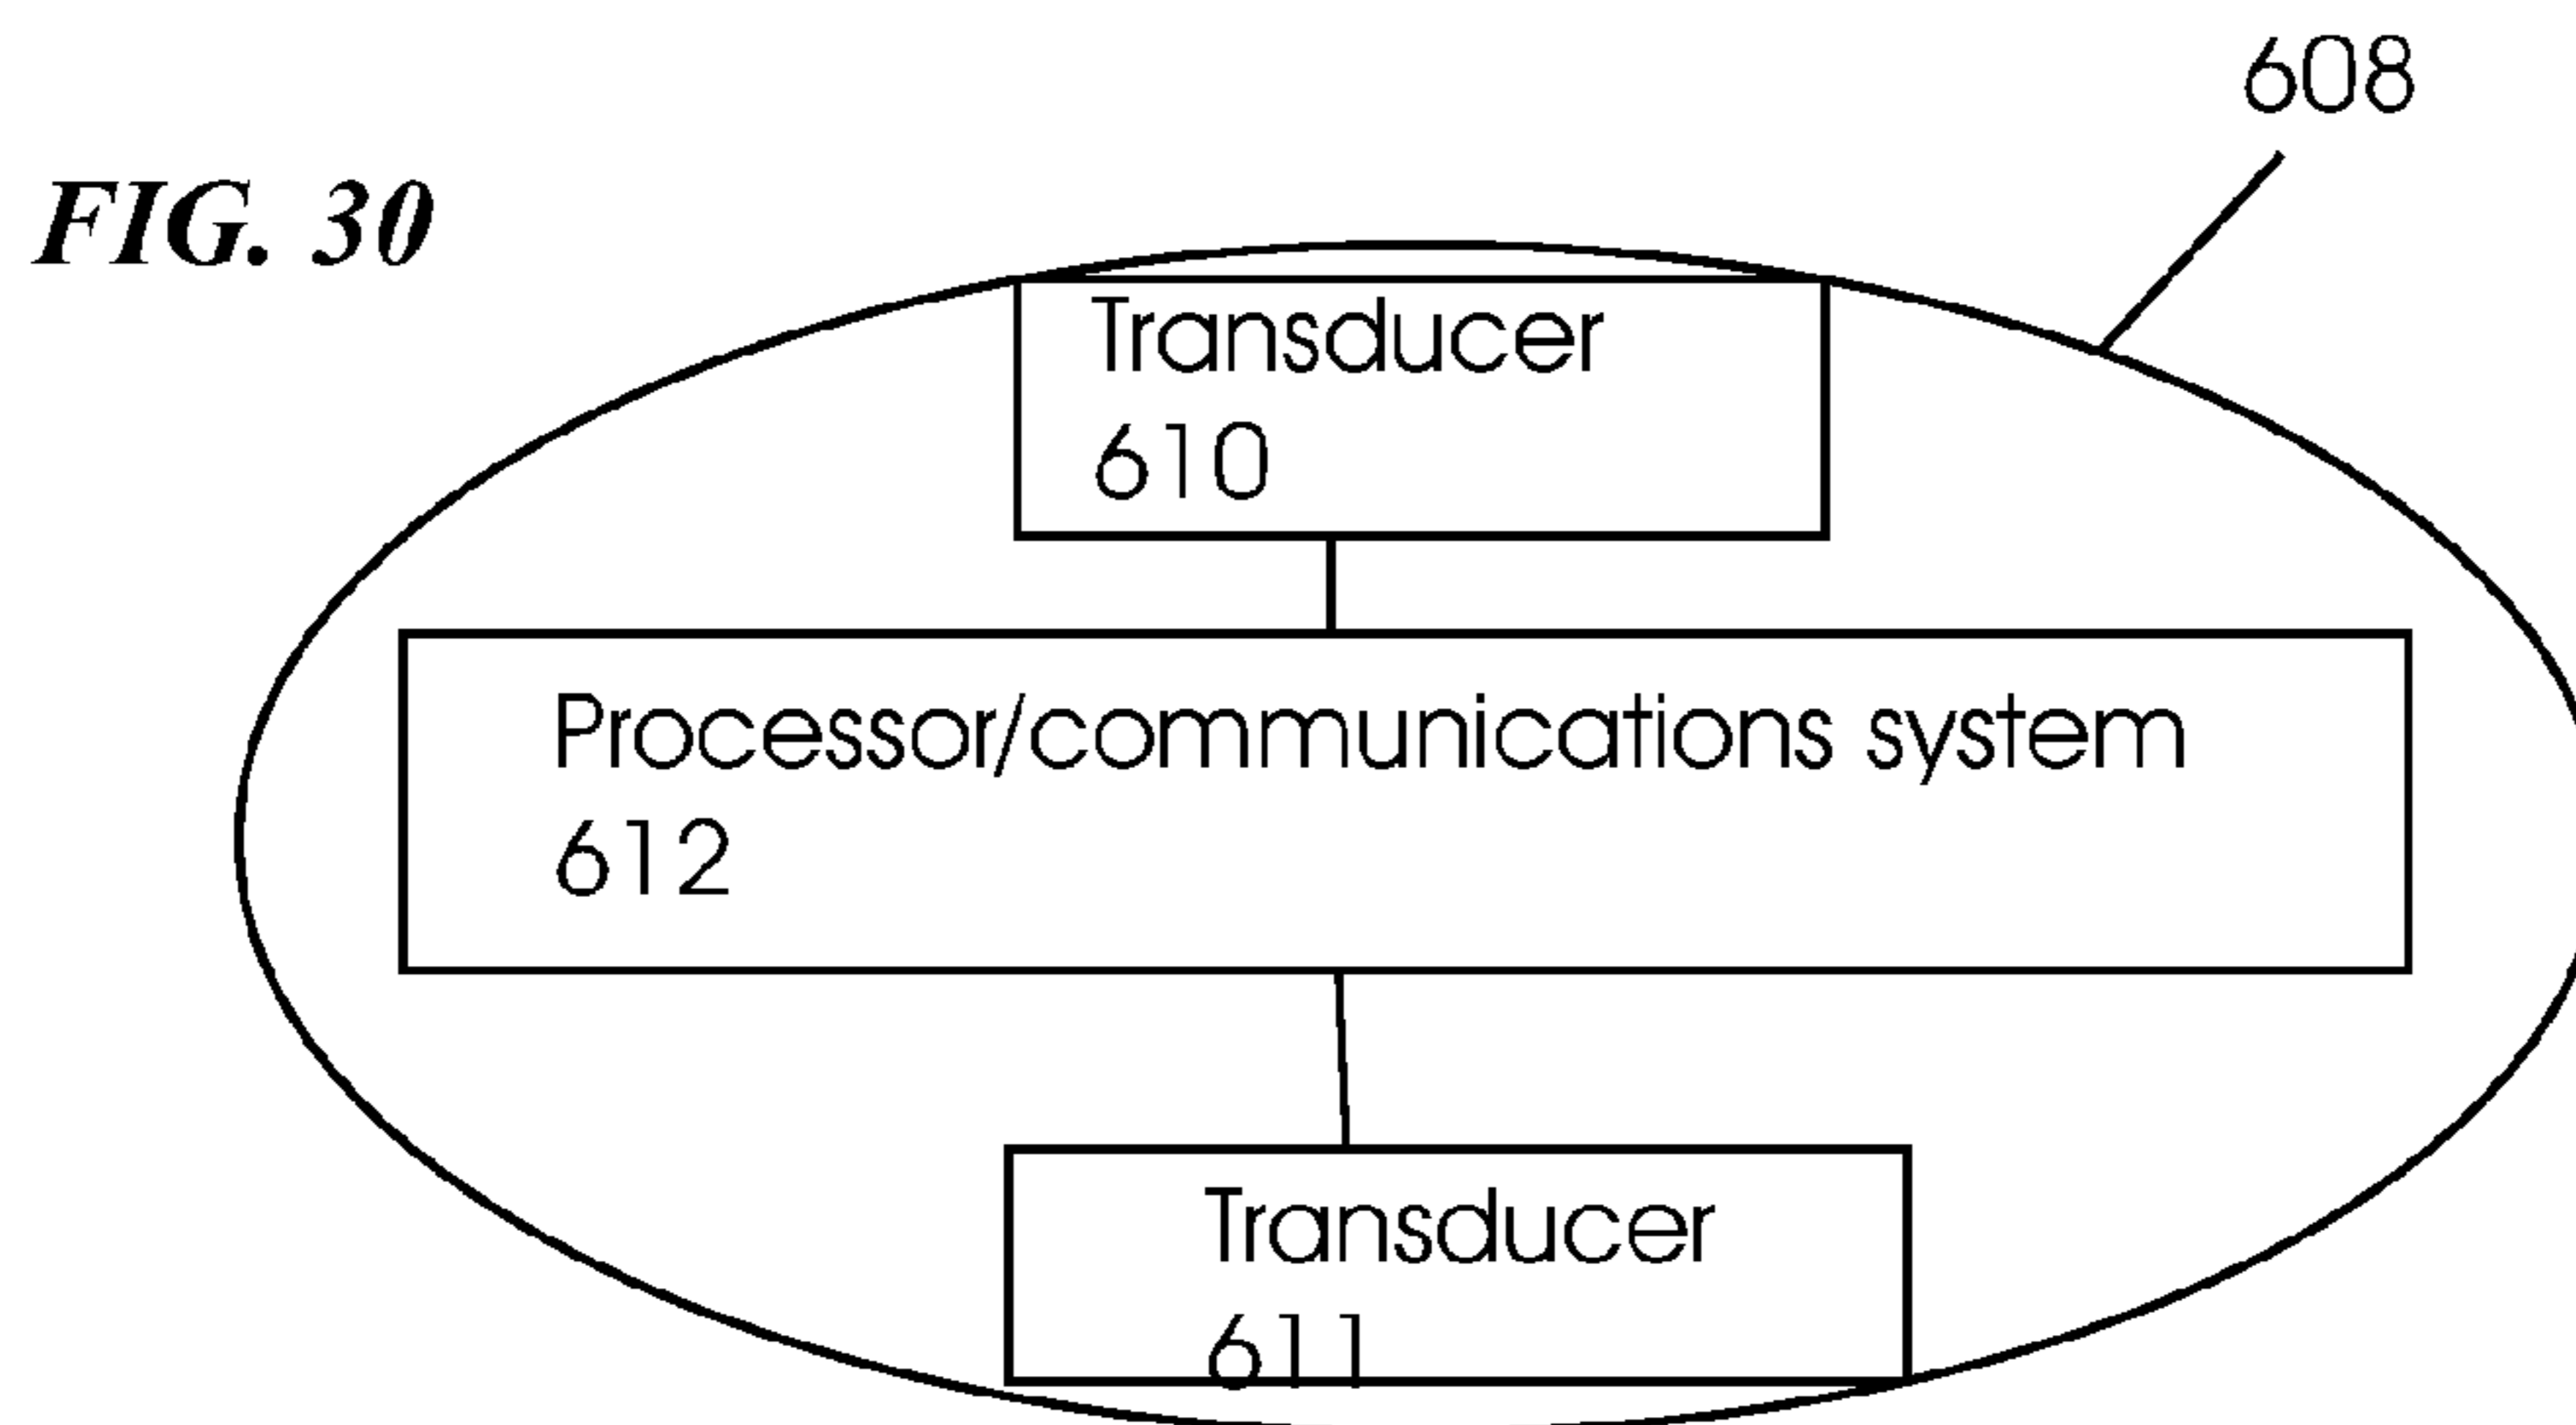 608
FIG. 30
Transducer
610
Processor/communications system
612
Transducer
611